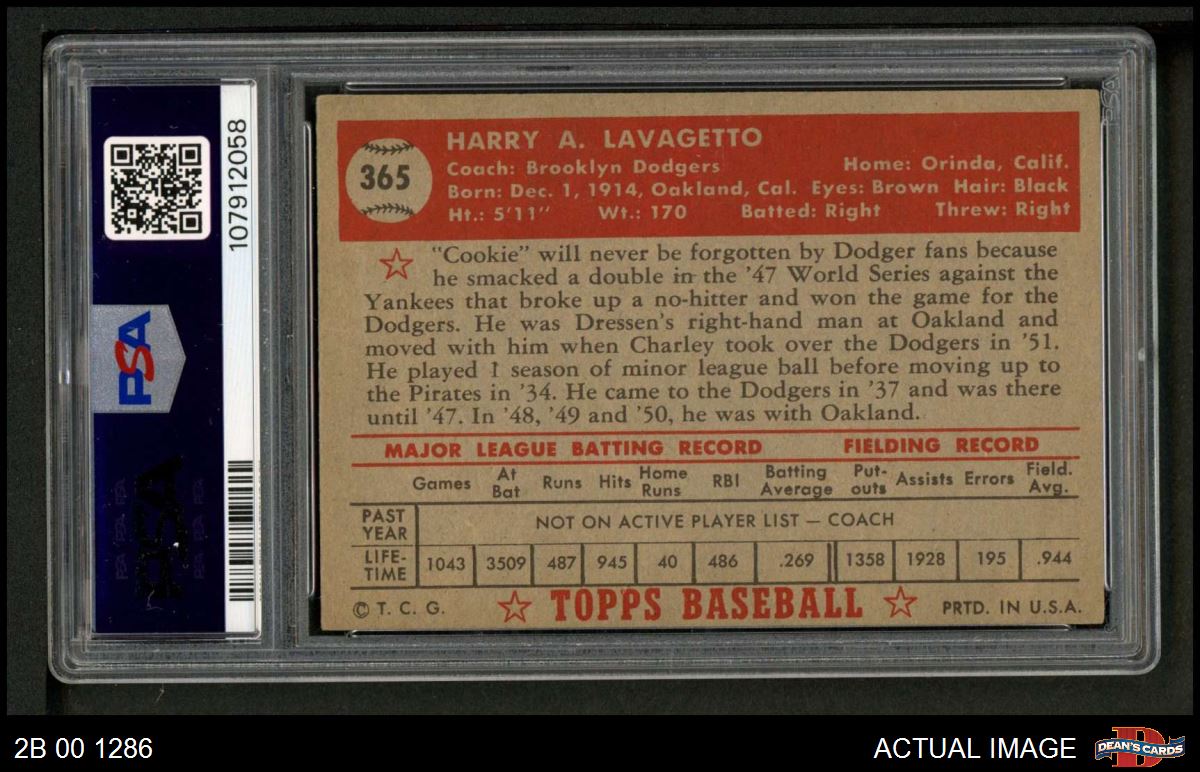 107912058
PSA
365
HARRY A. LAVAGETTO
Coach: Brooklyn Dodgers Home: Orinda, Calif.
Born: Dec. 1, 1914, Oakland, Cal. Eyes: Brown Hair: Black
Ht.: 5'11" Wt.: 170 Batted: Right Threw: Right
"Cookie" will never be forgotten by Dodger fans because
he smacked a double in the '47 World Series against the
Yankees that broke up a no-hitter and won the game for the
Dodgers. He was Dressen's right-hand man at Oakland and
moved with him when Charley took over the Dodgers in '51.
He played 1 season of minor league ball before moving up to
the Pirates in '34. He came to the Dodgers in '37 and was there
until '47. In '48, '49 and '50, he was with Oakland.
MAJOR LEAGUE BATTING RECORD FIELDING RECORD
Games At Bat Runs Hits Home Runs RBI Batting Average Put-outs Assists Errors Field. Avg.
PAST YEAR NOT ON ACTIVE PLAYER LIST — COACH
LIFE-TIME 1043 3509 487 945 40 486 .269 1358 1928 195 .944
© T. C. G. TOPPS BASEBALL PRTD. IN U.S.A.
2B 00 1286 ACTUAL IMAGE DEAN'S CARDS